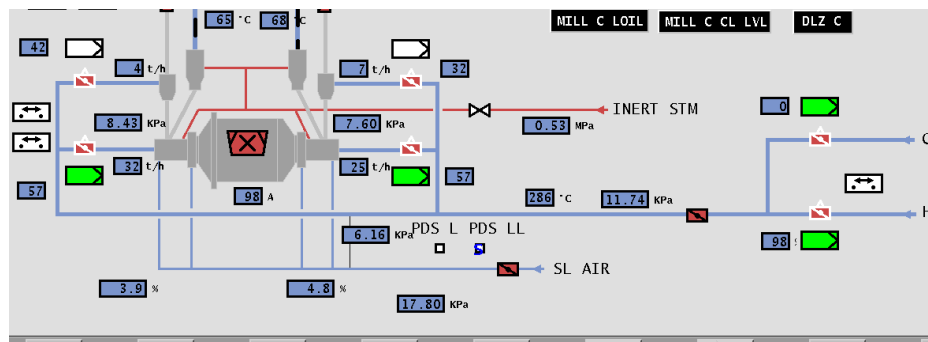 65 °C 68 °C MILL C LOIL MILL C CL LVL DLZ C
42
4 t/h 7 t/h 32
0
8.43 KPa 7.60 KPa INERT STM
0.53 MPa
32 t/h 25 t/h
57 98 A 57 286 °C 11.74 KPa
6.16 KPa PDS L PDS LL
98
SL AIR
3.9 % 4.8 %
17.80 KPa